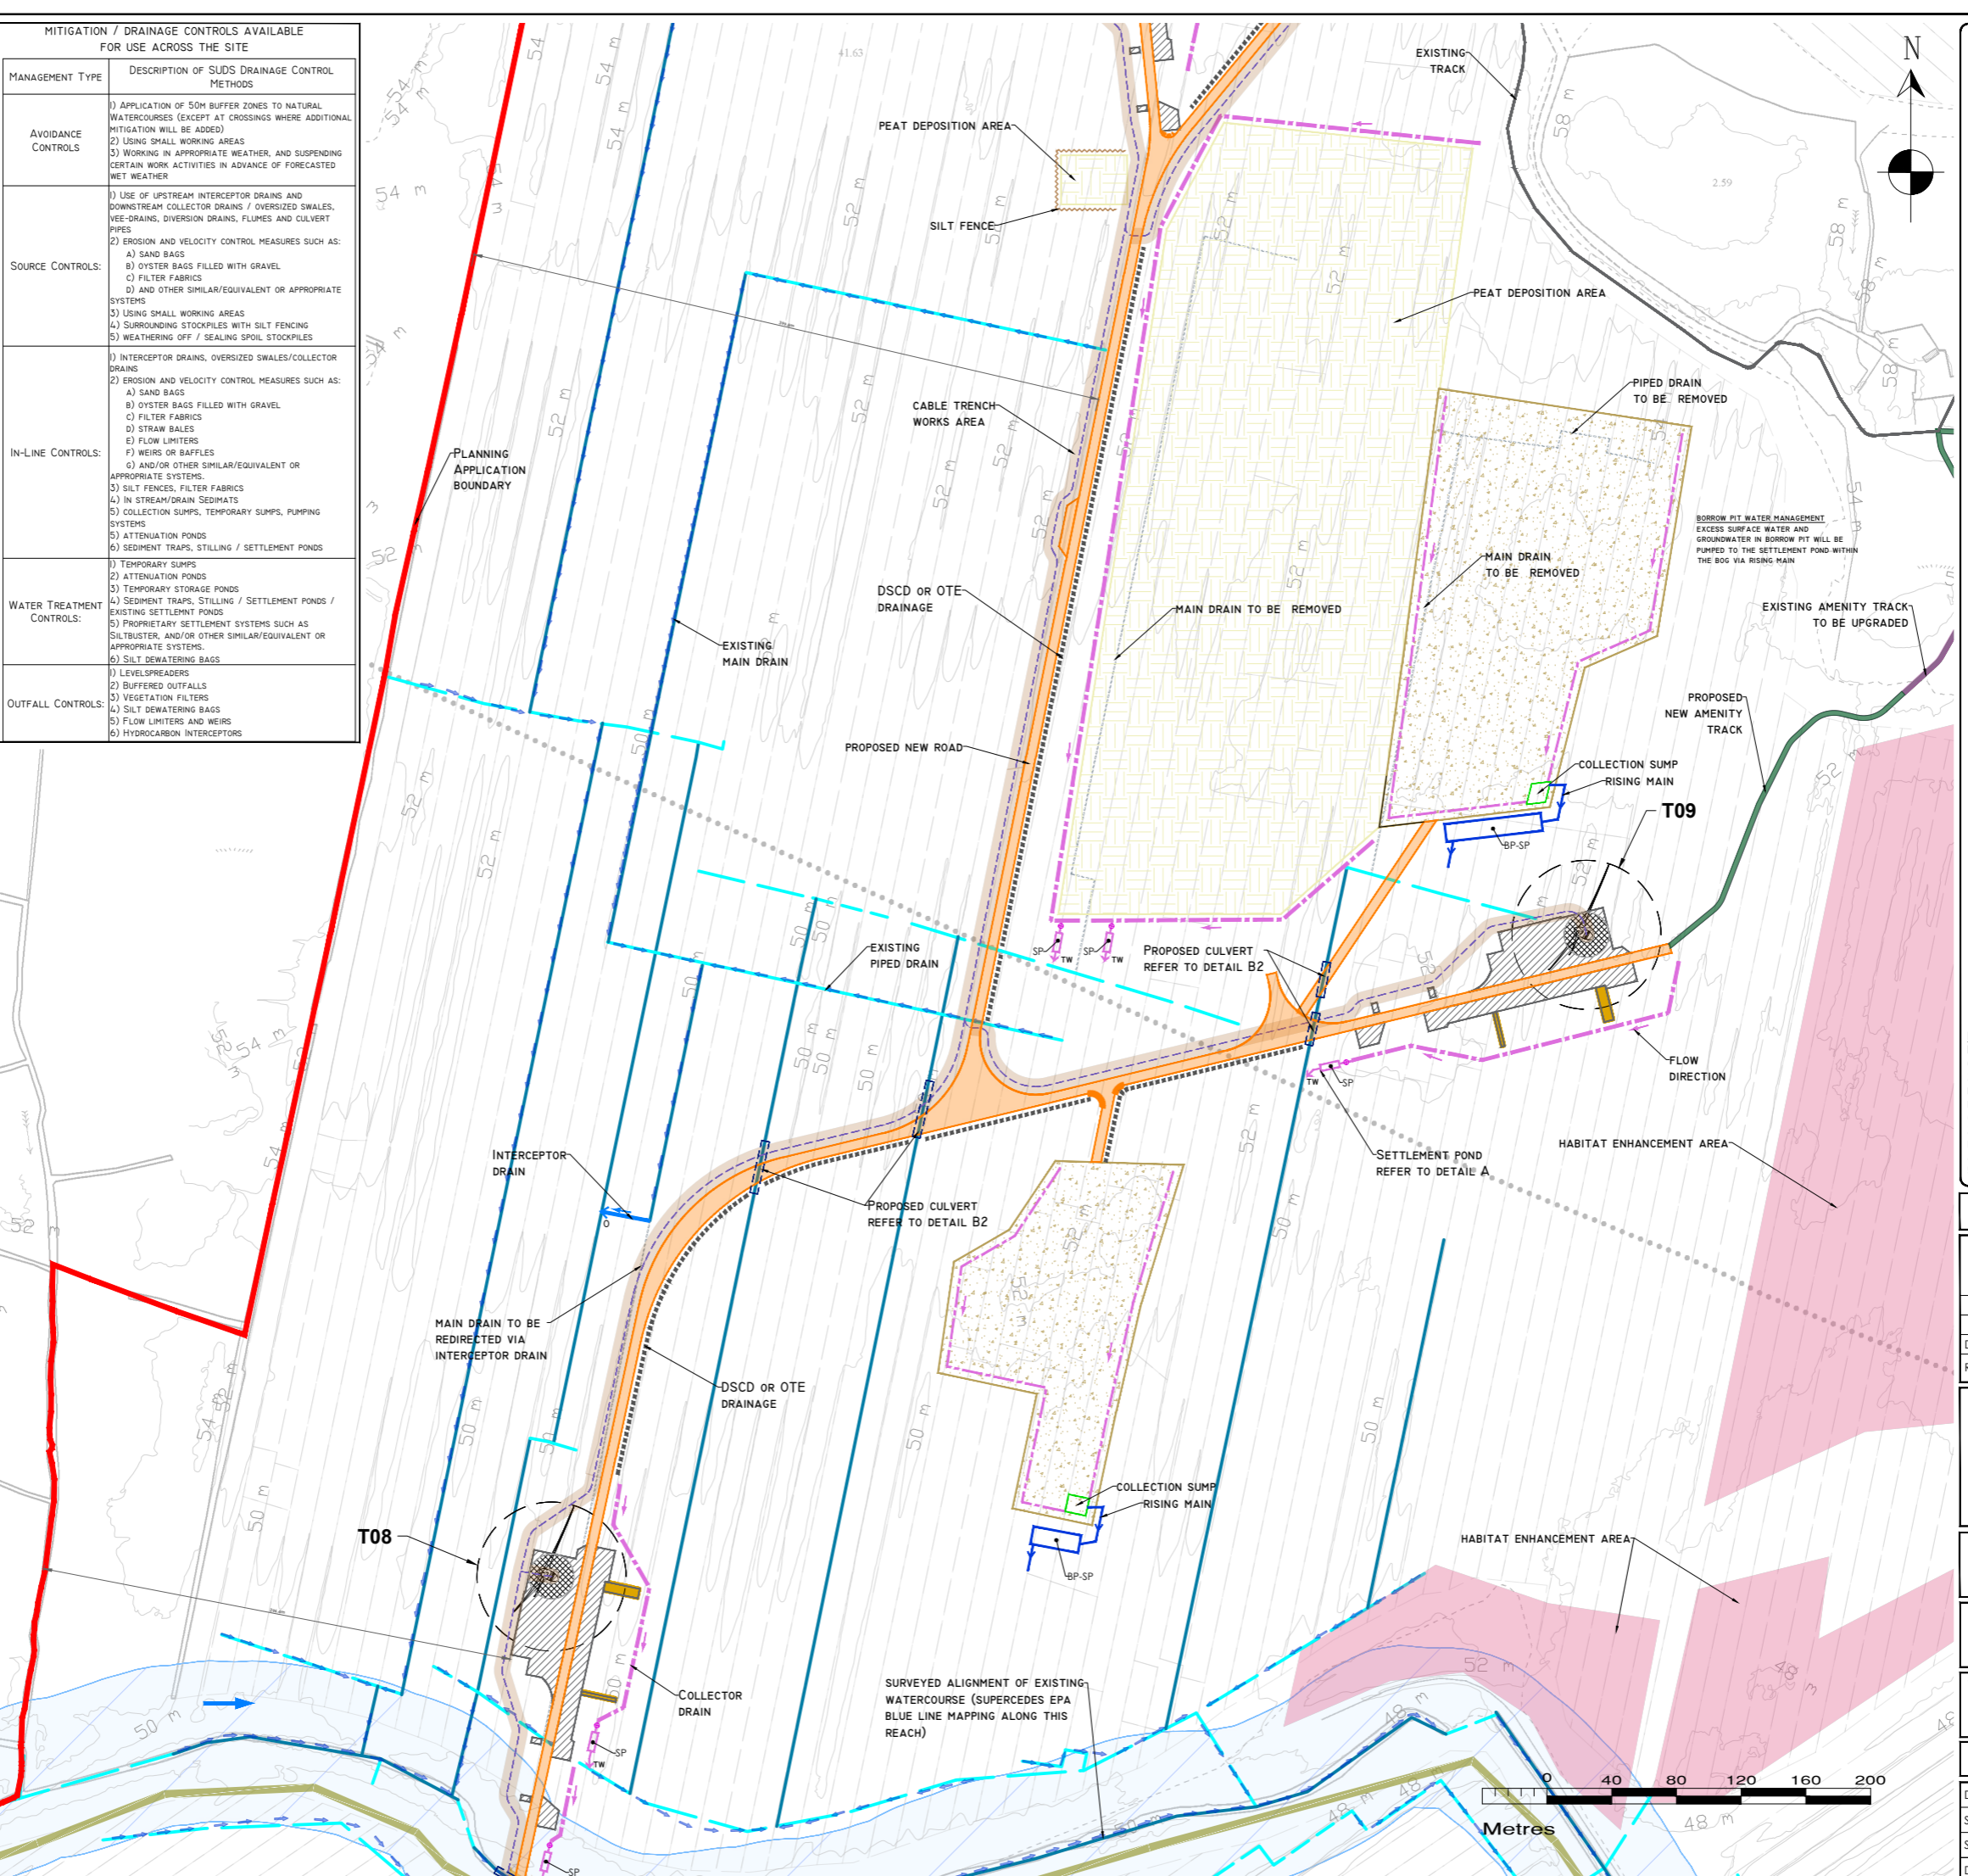 MITIGATION / DRAINAGE CONTROLS AVAILABLE
FOR USE ACROSS THE SITE
MANAGEMENT TYPE
DESCRIPTION OF SUDS DRAINAGE CONTROL
METHODS
AVOIDANCE
CONTROLS
1) APPLICATION OF 50M BUFFER ZONES TO NATURAL
WATERCOURSES (EXCEPT AT CROSSINGS WHERE ADDITIONAL
MITIGATION WILL BE ADDED)
2) USING SMALL WORKING AREAS
3) WORKING IN APPROPRIATE WEATHER, AND SUSPENDING
CERTAIN WORK ACTIVITIES IN ADVANCE OF FORECASTED
WET WEATHER
SOURCE CONTROLS:
1) USE OF UPSTREAM INTERCEPTOR DRAINS AND
DOWNSTREAM COLLECTOR DRAINS / OVERSIZED SWALES,
VEE-DRAINS, DIVERSION DRAINS, FLUMES AND CULVERT
PIPES
2) EROSION AND VELOCITY CONTROL MEASURES SUCH AS:
A) SAND BAGS
B) OYSTER BAGS FILLED WITH GRAVEL
C) FILTER FABRICS
D) AND OTHER SIMILAR/EQUIVALENT OR APPROPRIATE
SYSTEMS
3) USING SMALL WORKING AREAS
4) SURROUNDING STOCKPILES WITH SILT FENCING
5) WEATHERING OFF / SEALING SPOIL STOCKPILES
IN-LINE CONTROLS:
1) INTERCEPTOR DRAINS, OVERSIZED SWALES/COLLECTOR
DRAINS
2) EROSION AND VELOCITY CONTROL MEASURES SUCH AS:
A) SAND BAGS
B) OYSTER BAGS FILLED WITH GRAVEL
C) FILTER FABRICS
D) STRAW BALES
E) FLOW LIMITERS
F) WEIRS OR BAFFLES
G) AND/OR OTHER SIMILAR/EQUIVALENT OR
APPROPRIATE SYSTEMS.
3) SILT FENCES, FILTER FABRICS
4) IN STREAM/DRAIN SEDIMATS
5) COLLECTION SUMPS, TEMPORARY SUMPS, PUMPING
SYSTEMS
5) ATTENUATION PONDS
6) SEDIMENT TRAPS, STILLING / SETTLEMENT PONDS
WATER TREATMENT
CONTROLS:
1) TEMPORARY SUMPS
2) ATTENUATION PONDS
3) TEMPORARY STORAGE PONDS
4) SEDIMENT TRAPS, STILLING / SETTLEMENT PONDS /
EXISTING SETTLEMNT PONDS
5) PROPRIETARY SETTLEMENT SYSTEMS SUCH AS
SILTBUSTER, AND/OR OTHER SIMILAR/EQUIVALENT OR
APPROPRIATE SYSTEMS.
6) SILT DEWATERING BAGS
OUTFALL CONTROLS:
1) LEVELSPREADERS
2) BUFFERED OUTFALLS
3) VEGETATION FILTERS
4) SILT DEWATERING BAGS
5) FLOW LIMITERS AND WEIRS
6) HYDROCARBON INTERCEPTORS
41.63
EXISTING
TRACK
N
PEAT DEPOSITION AREA
SILT FENCE
2.59
PEAT DEPOSITION AREA
CABLE TRENCH
WORKS AREA
PIPED DRAIN
TO BE REMOVED
PLANNING
APPLICATION
BOUNDARY
BORROW PIT WATER MANAGEMENT
EXCESS SURFACE WATER AND
GROUNDWATER IN BORROW PIT WILL BE
PUMPED TO THE SETTLEMENT POND WITHIN
THE BOG VIA RISING MAIN
MAIN DRAIN
TO BE REMOVED
DSCD OR OTE
DRAINAGE
MAIN DRAIN TO BE REMOVED
EXISTING AMENITY TRACK
TO BE UPGRADED
EXISTING
MAIN DRAIN
PROPOSED
NEW AMENITY
TRACK
PROPOSED NEW ROAD
COLLECTION SUMP
RISING MAIN
T09
BP-SP
EXISTING
PIPED DRAIN
SP
TW
SP
TW
PROPOSED CULVERT
REFER TO DETAIL B2
FLOW
DIRECTION
TW
SP
HABITAT ENHANCEMENT AREA
INTERCEPTOR
DRAIN
SETTLEMENT POND
REFER TO DETAIL A
O
PROPOSED CULVERT
REFER TO DETAIL B2
MAIN DRAIN TO BE
REDIRECTED VIA
INTERCEPTOR DRAIN
DSCD OR OTE
DRAINAGE
COLLECTION SUMP
RISING MAIN
T08
HABITAT ENHANCEMENT AREA
BP-SP
COLLECTOR
DRAIN
SURVEYED ALIGNMENT OF EXISTING
WATERCOURSE (SUPERCEDES EPA
BLUE LINE MAPPING ALONG THIS
REACH)
SP
TW
0 40 80 120 160 200
Metres
SP
54 m
52 m
50 m
48 m
58 m